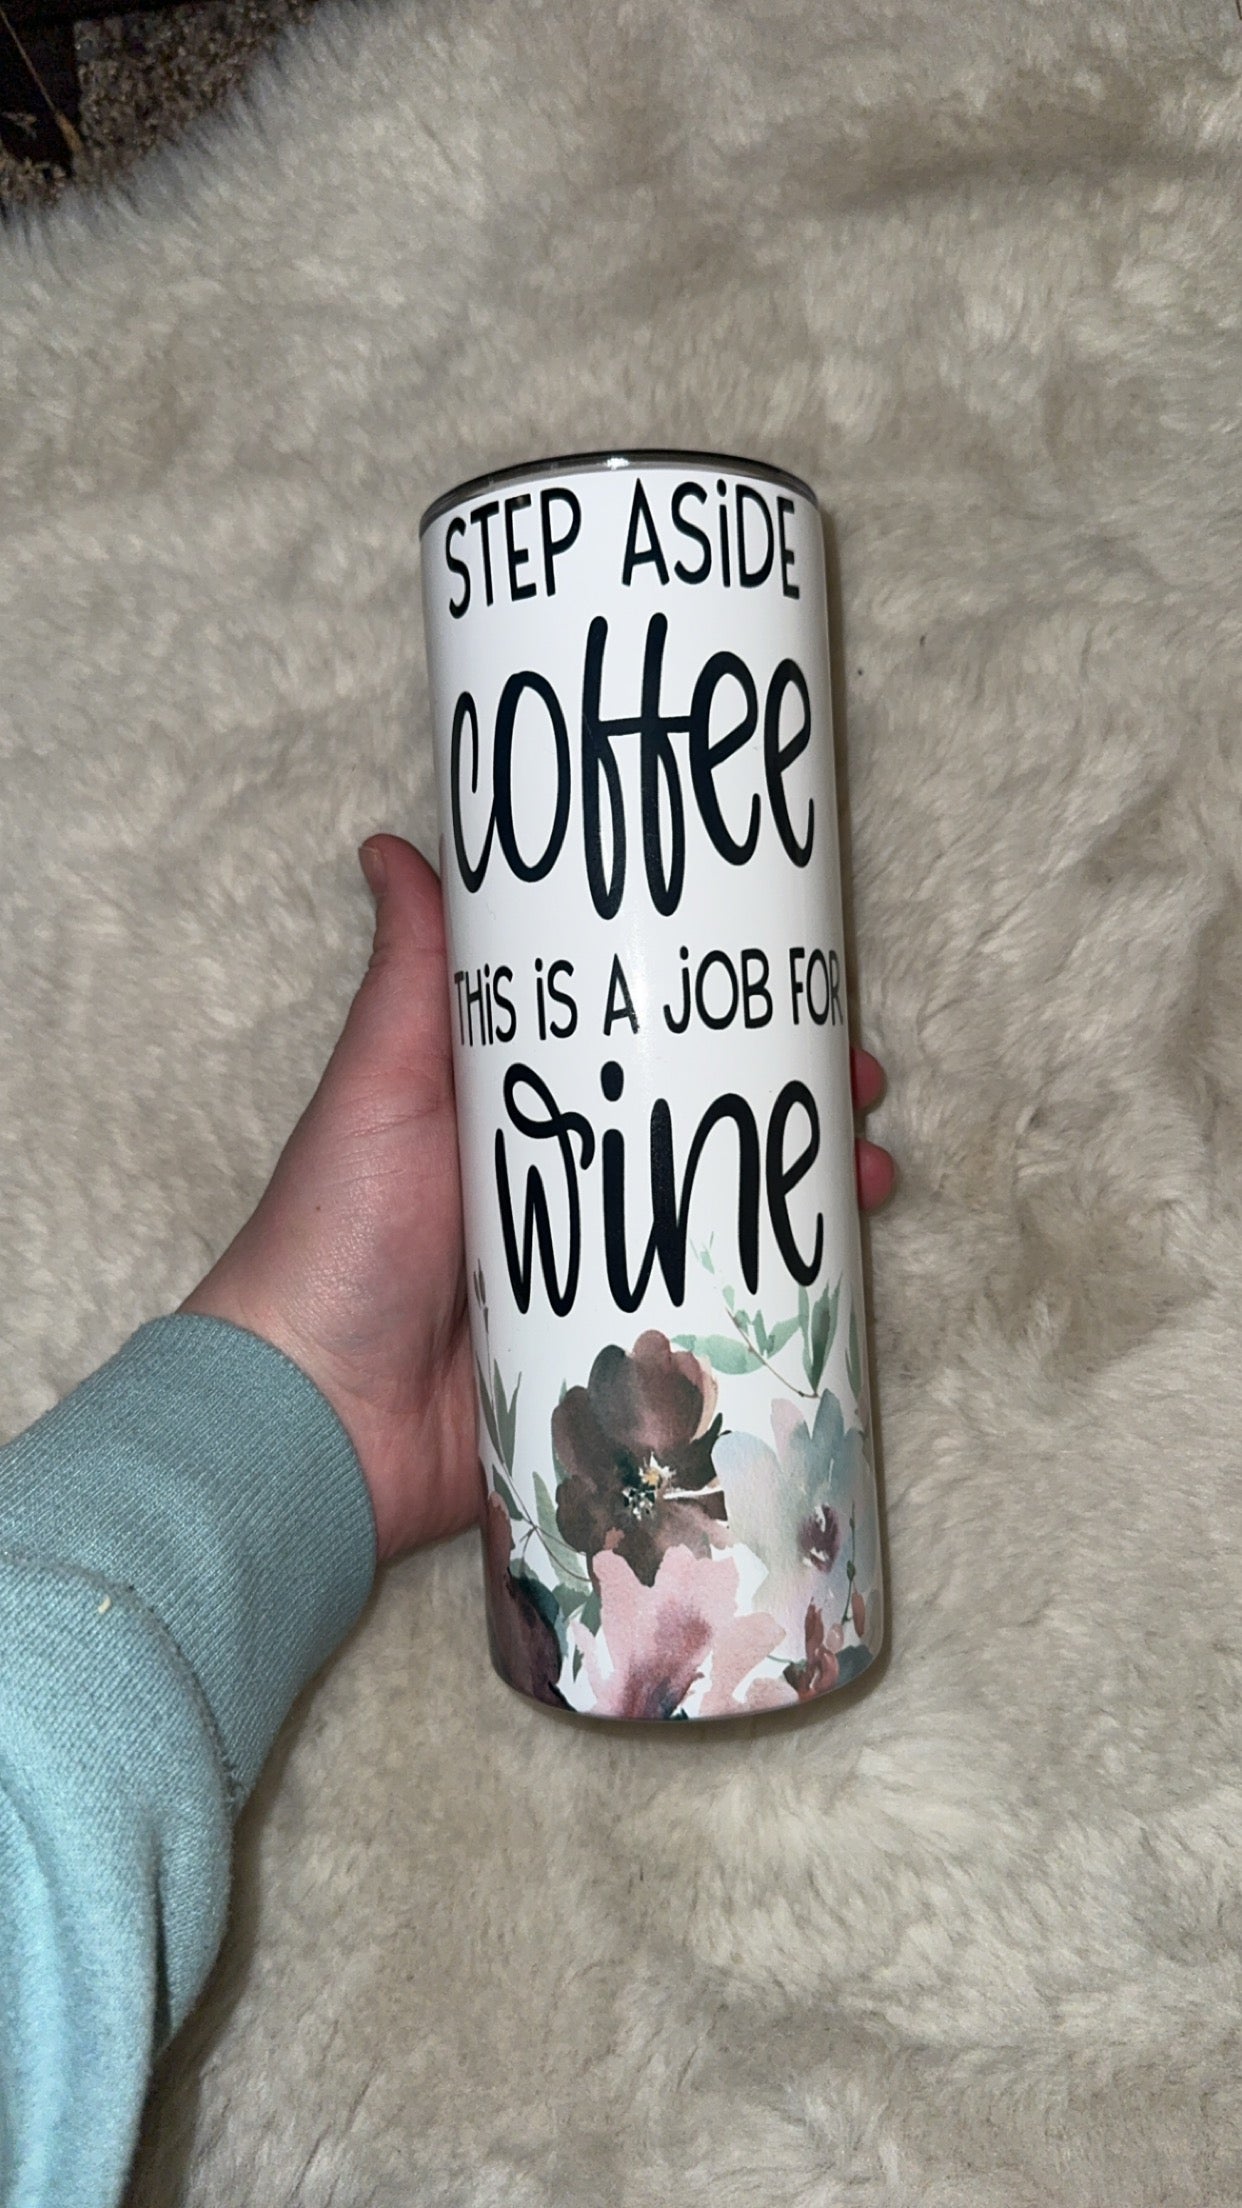 STEP ASiDE
coffee
THiS iS A jOB FOR
wine